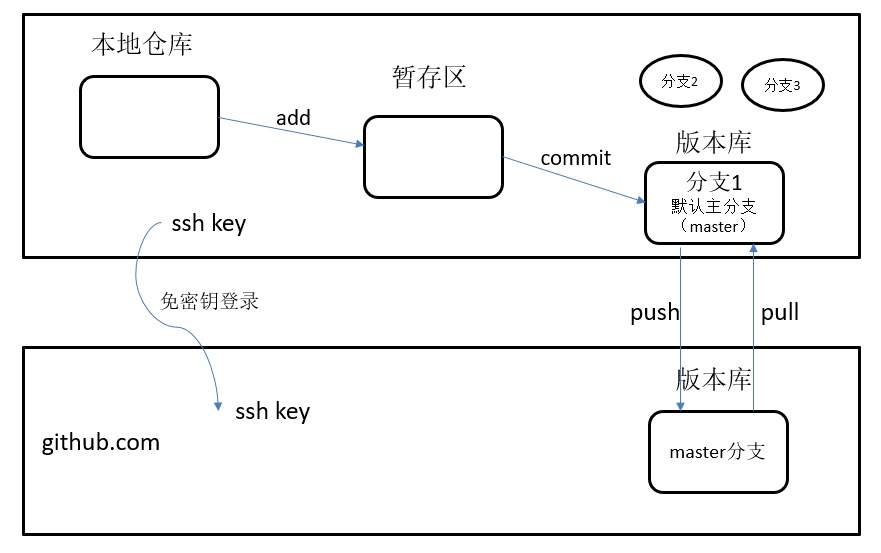 本地仓库
暂存区
分支2
分支3
add
版本库
commit
分支1
默认主分支
（master）
ssh key
免密钥登录
push
pull
版本库
ssh key
github.com
master分支